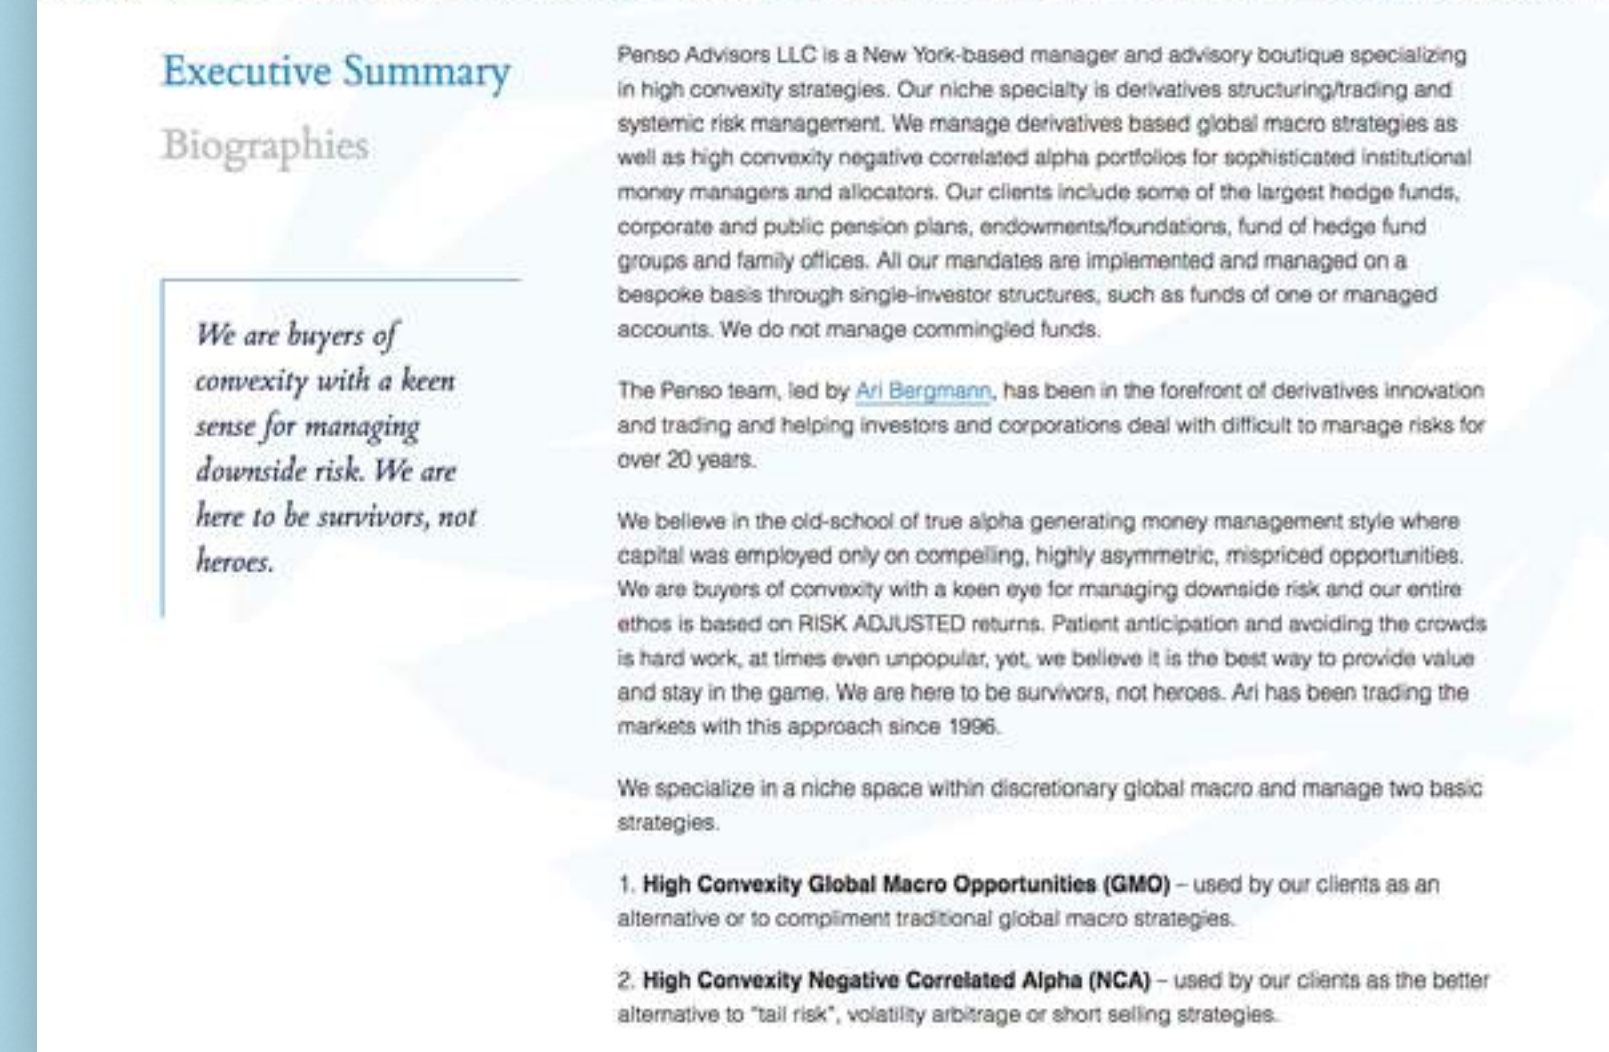 Executive Summary
Biographies
We are buyers of
convexity with a keen
sense for managing
downside risk. We are
here to be survivors, not
heroes.
Penso Advisors LLC is a New York-based manager and advisory boutique specializing
in high convexity strategies. Our niche specialty is derivatives structuring/trading and
systemic risk management. We manage derivatives based global macro strategies as
well as high convexity negative correlated alpha portfolios for sophisticated institutional
money managers and allocators. Our clients include some of the largest hedge funds,
corporate and public pension plans, endowments/foundations, fund of hedge fund
groups and family offices. All our mandates are implemented and managed on a
bespoke basis through single-investor structures, such as funds of one or managed
accounts. We do not manage commingled funds.
The Penso team, led by Ari Bergmann, has been in the forefront of derivatives innovation
and trading and helping investors and corporations deal with difficult to manage risks for
over 20 years.
We believe in the old-school of true alpha generating money management style where
capital was employed only on compelling, highly asymmetric, mispriced opportunities.
We are buyers of convexity with a keen eye for managing downside risk and our entire
ethos is based on RISK ADJUSTED returns. Patient anticipation and avoiding the crowds
is hard work, at times even unpopular, yet, we believe it is the best way to provide value
and stay in the game. We are here to be survivors, not heroes. Ari has been trading the
markets with this approach since 1996.
We specialize in a niche space within discretionary global macro and manage two basic
strategies.
1. High Convexity Global Macro Opportunities (GMO) – used by our clients as an
alternative or to compliment traditional global macro strategies.
2. High Convexity Negative Correlated Alpha (NCA) – used by our clients as the better
alternative to "tail risk", volatility arbitrage or short selling strategies.